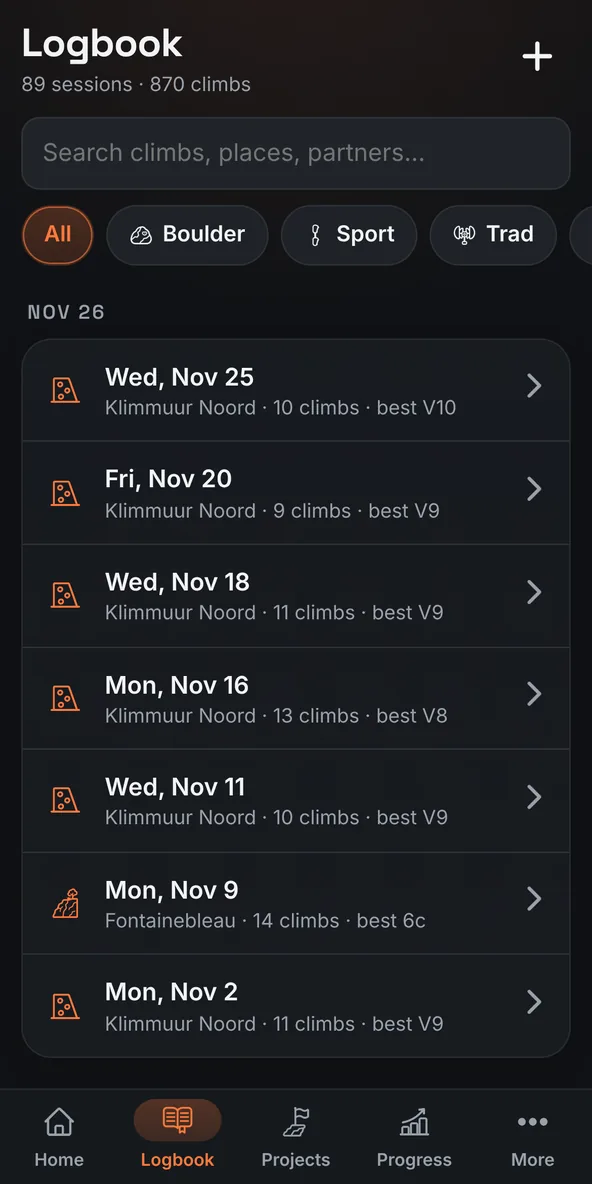 Logbook
89 sessions · 870 climbs
Search climbs, places, partners...
All
Boulder
Sport
Trad
NOV 26
Wed, Nov 25
Klimmuur Noord · 10 climbs · best V10
Fri, Nov 20
Klimmuur Noord · 9 climbs · best V9
Wed, Nov 18
Klimmuur Noord · 11 climbs · best V9
Mon, Nov 16
Klimmuur Noord · 13 climbs · best V8
Wed, Nov 11
Klimmuur Noord · 10 climbs · best V9
Mon, Nov 9
Fontainebleau · 14 climbs · best 6c
Mon, Nov 2
Klimmuur Noord · 11 climbs · best V9
Home
Logbook
Projects
Progress
More